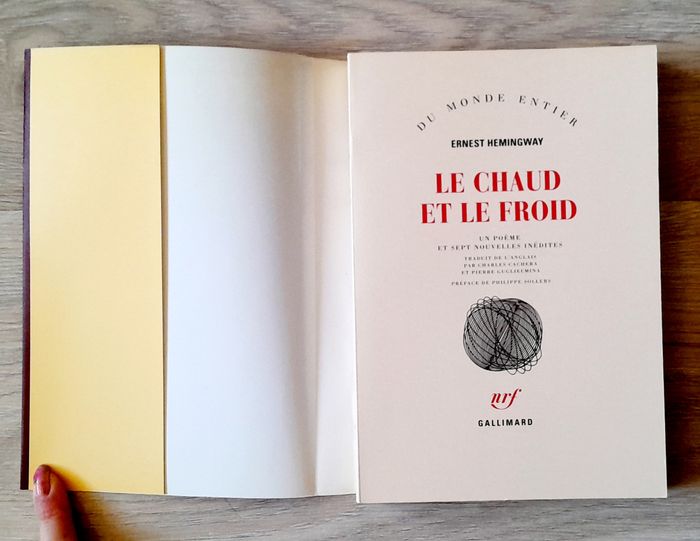 DU MONDE ENTIER
ERNEST HEMINGWAY
LE CHAUD
ET LE FROID
UN POÈME
ET SEPT NOUVELLES INÉDITES
TRADUIT DE L'ANGLAIS
PAR CHARLES CACHERA
ET PIERRE GUGLIELMINA
PRÉFACE DE PHILIPPE SOLLERS
nrf
GALLIMARD